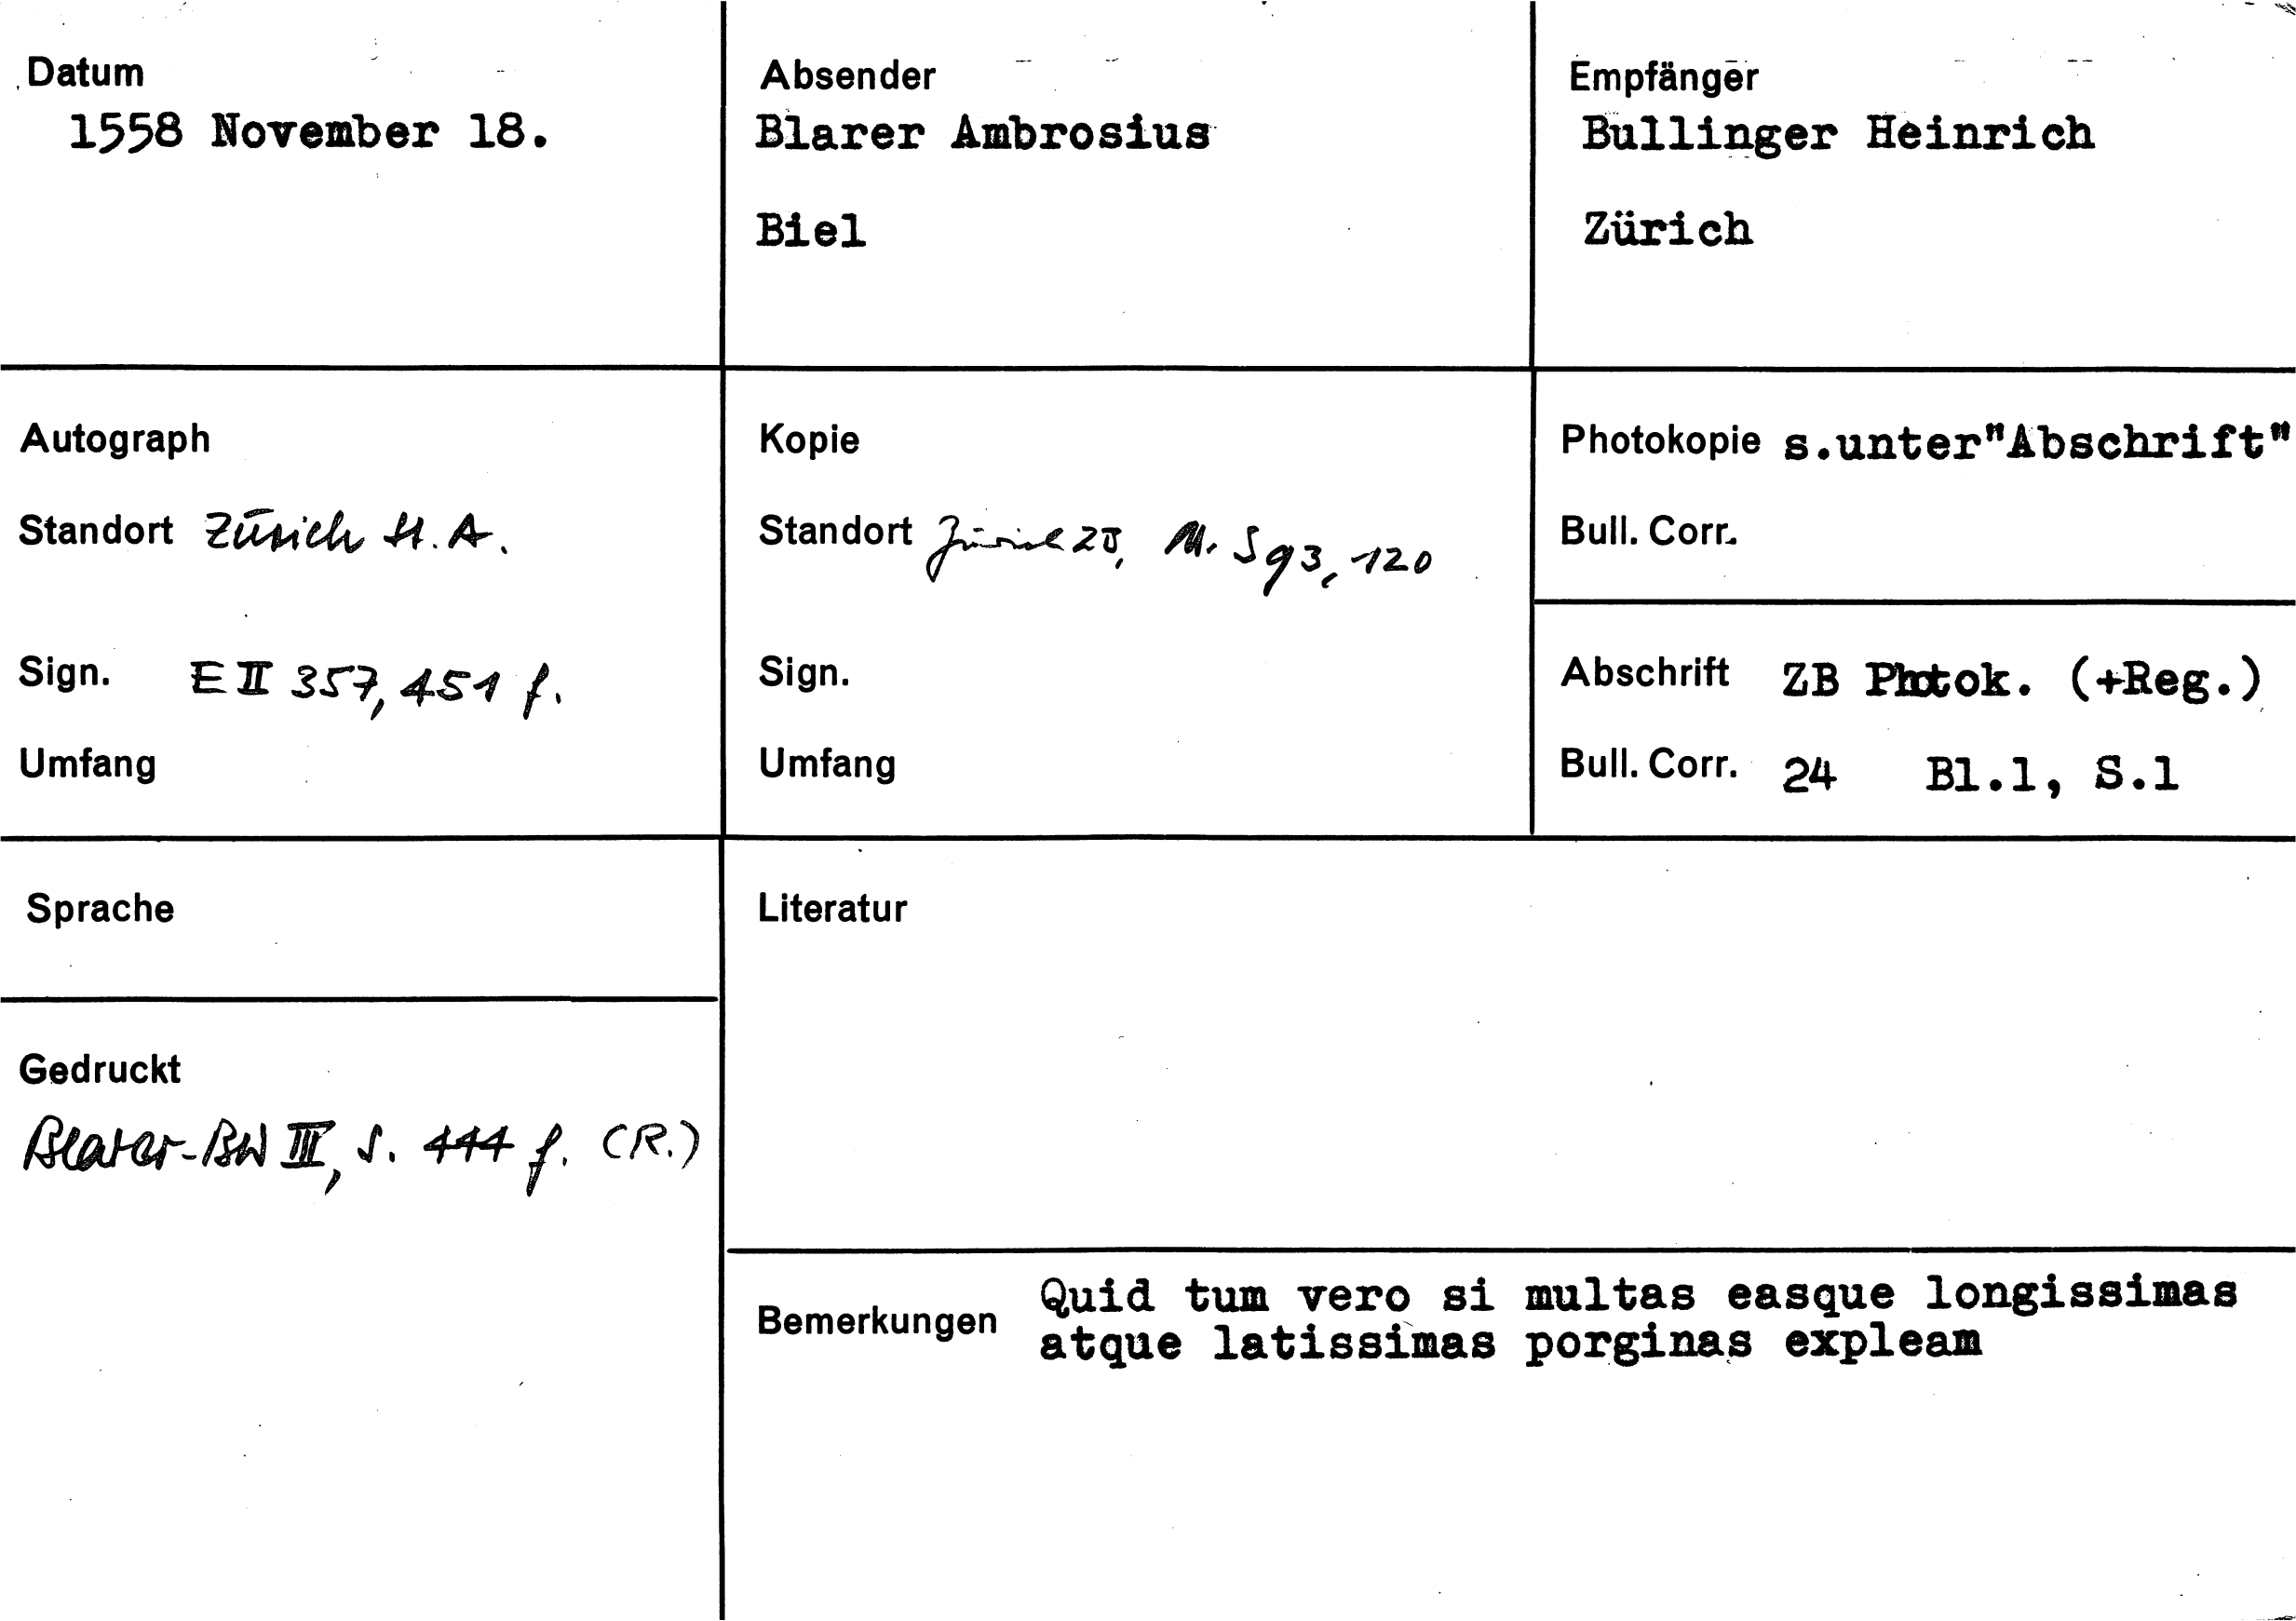 Datum
1558 November 18.
Absender
Blarer Ambrosius
Biel
Empfänger
Bullinger Heinrich
Zürich
Autograph
Standort Zürich St.A.
Sign. E II 357, 451 f.
Umfang
Kopie
Standort Zürich ZB, M. S 93, 120
Sign.
Umfang
Photokopie s.unter"Abschrift"
Bull. Corr.
Abschrift ZB Photok. (+Reg.)
Bull. Corr. 24 Bl.1, S.1
Sprache
Gedruckt
Blarer-BW III, S. 444 f. (R.)
Literatur
Bemerkungen Quid tum vero si multas easque longissimas
atque latissimas porginas expleam